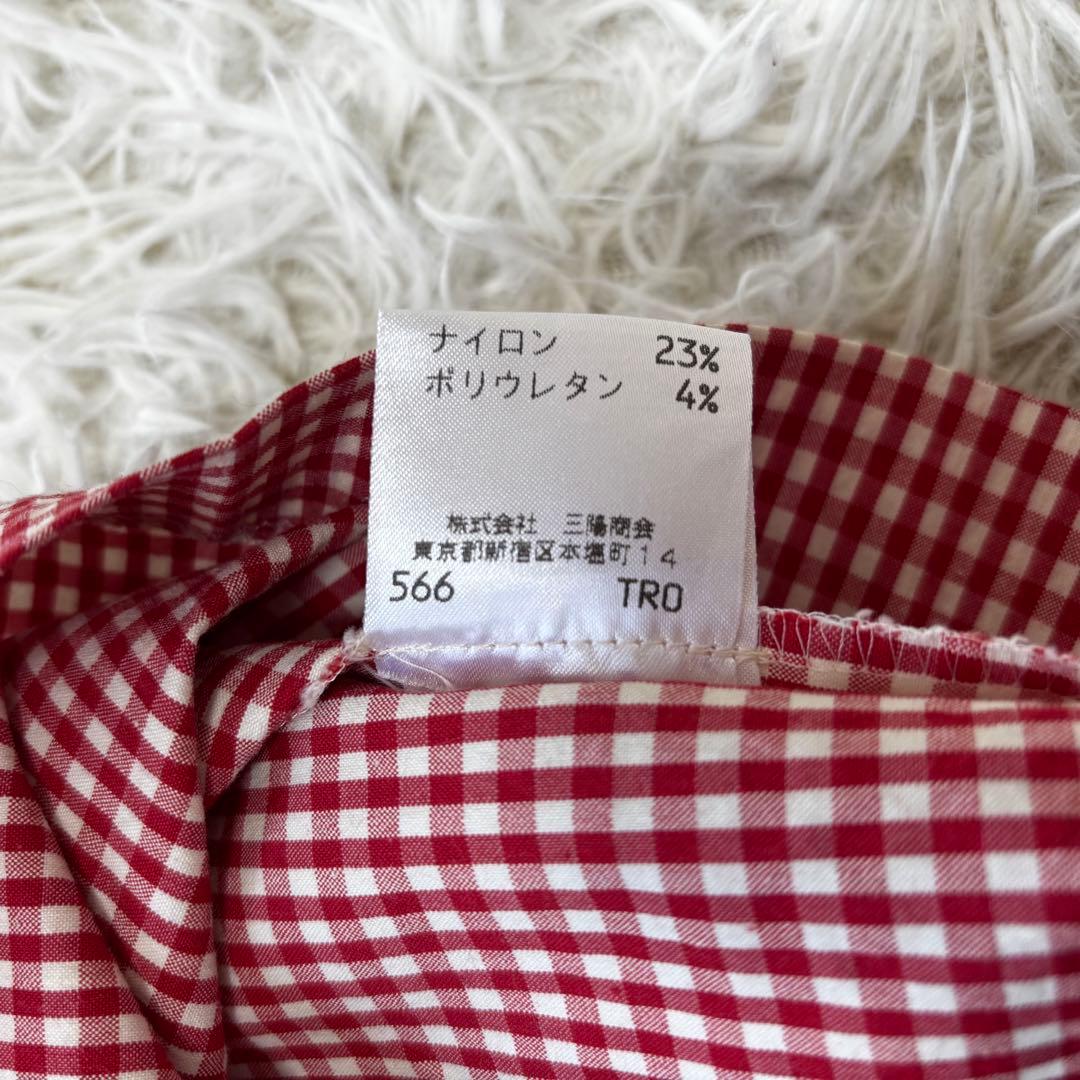 ナイロン 23%
ポリウレタン 4%
株式会社 三陽商会
東京都新宿区本塩町14
566 TRO